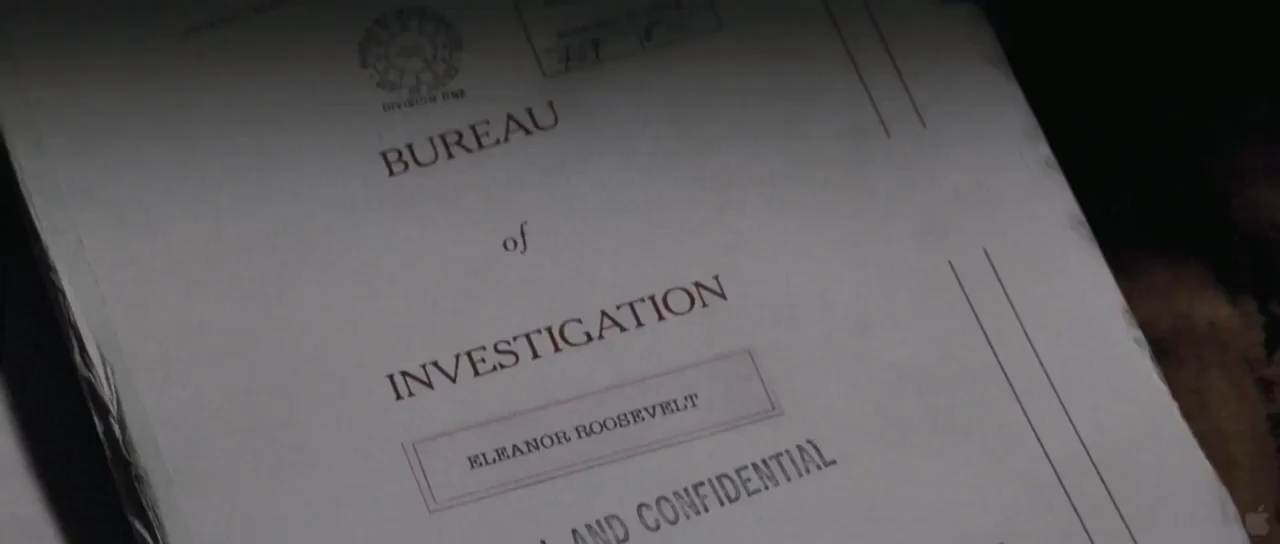 DIVISION ONE
BUREAU
of
INVESTIGATION
ELEANOR ROOSEVELT
AND CONFIDENTIAL